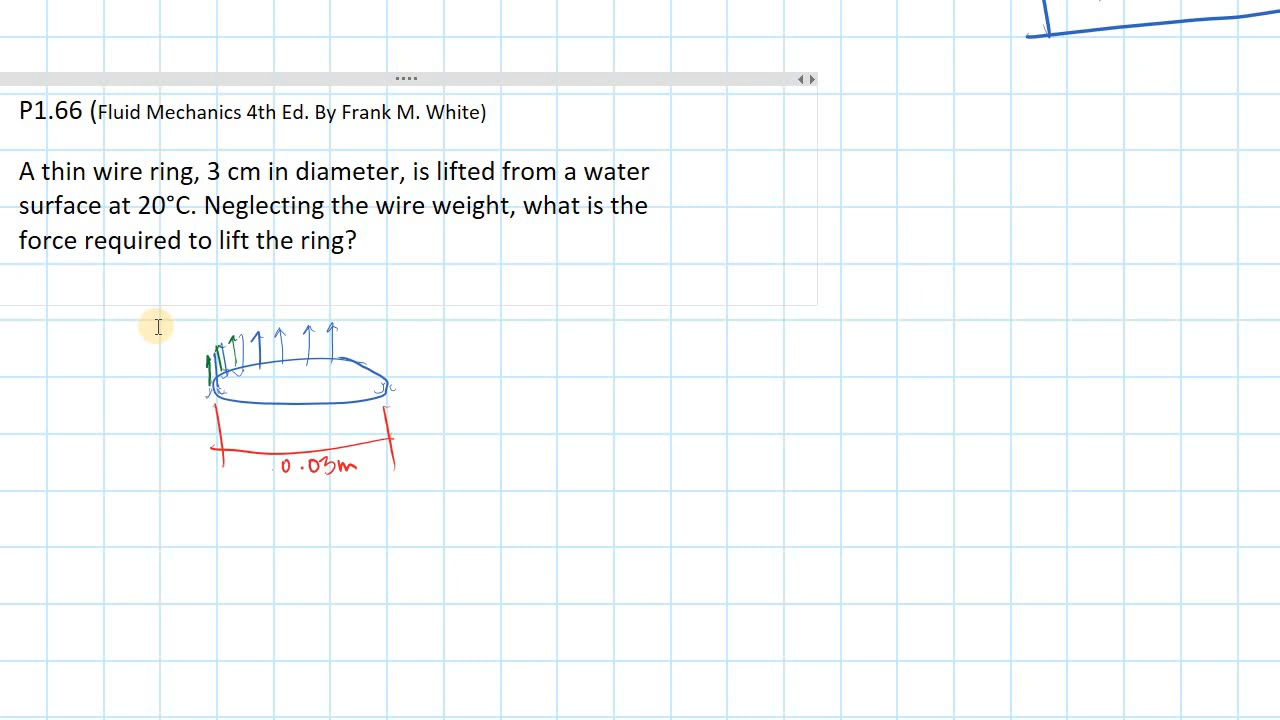 P1.66 (Fluid Mechanics 4th Ed. By Frank M. White)
A thin wire ring, 3 cm in diameter, is lifted from a water
surface at 20°C. Neglecting the wire weight, what is the
force required to lift the ring?
0.03m